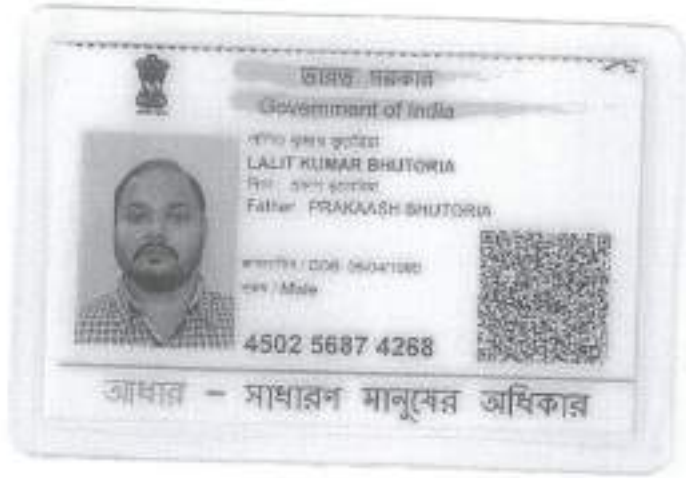 ভারত সরকার
Government of India
LALIT KUMAR BHUTORIA
Father PRAKAASH BHUTORIA
/ DOB
/ Male
4502 5687 4268
আধার – সাধারণ মানুষের অধিকার